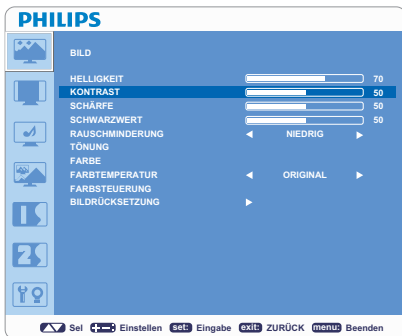 PHILIPS
BILD
HELLIGKEIT 70
KONTRAST 50
SCHÄRFE 50
SCHWARZWERT 50
RAUSCHMINDERUNG NIEDRIG
TÖNUNG
FARBE
FARBTEMPERATUR ORIGINAL
FARBSTEUERUNG
BILDRÜCKSETZUNG
Sel Einstellen set: Eingabe exit: ZURÜCK menu: Beenden